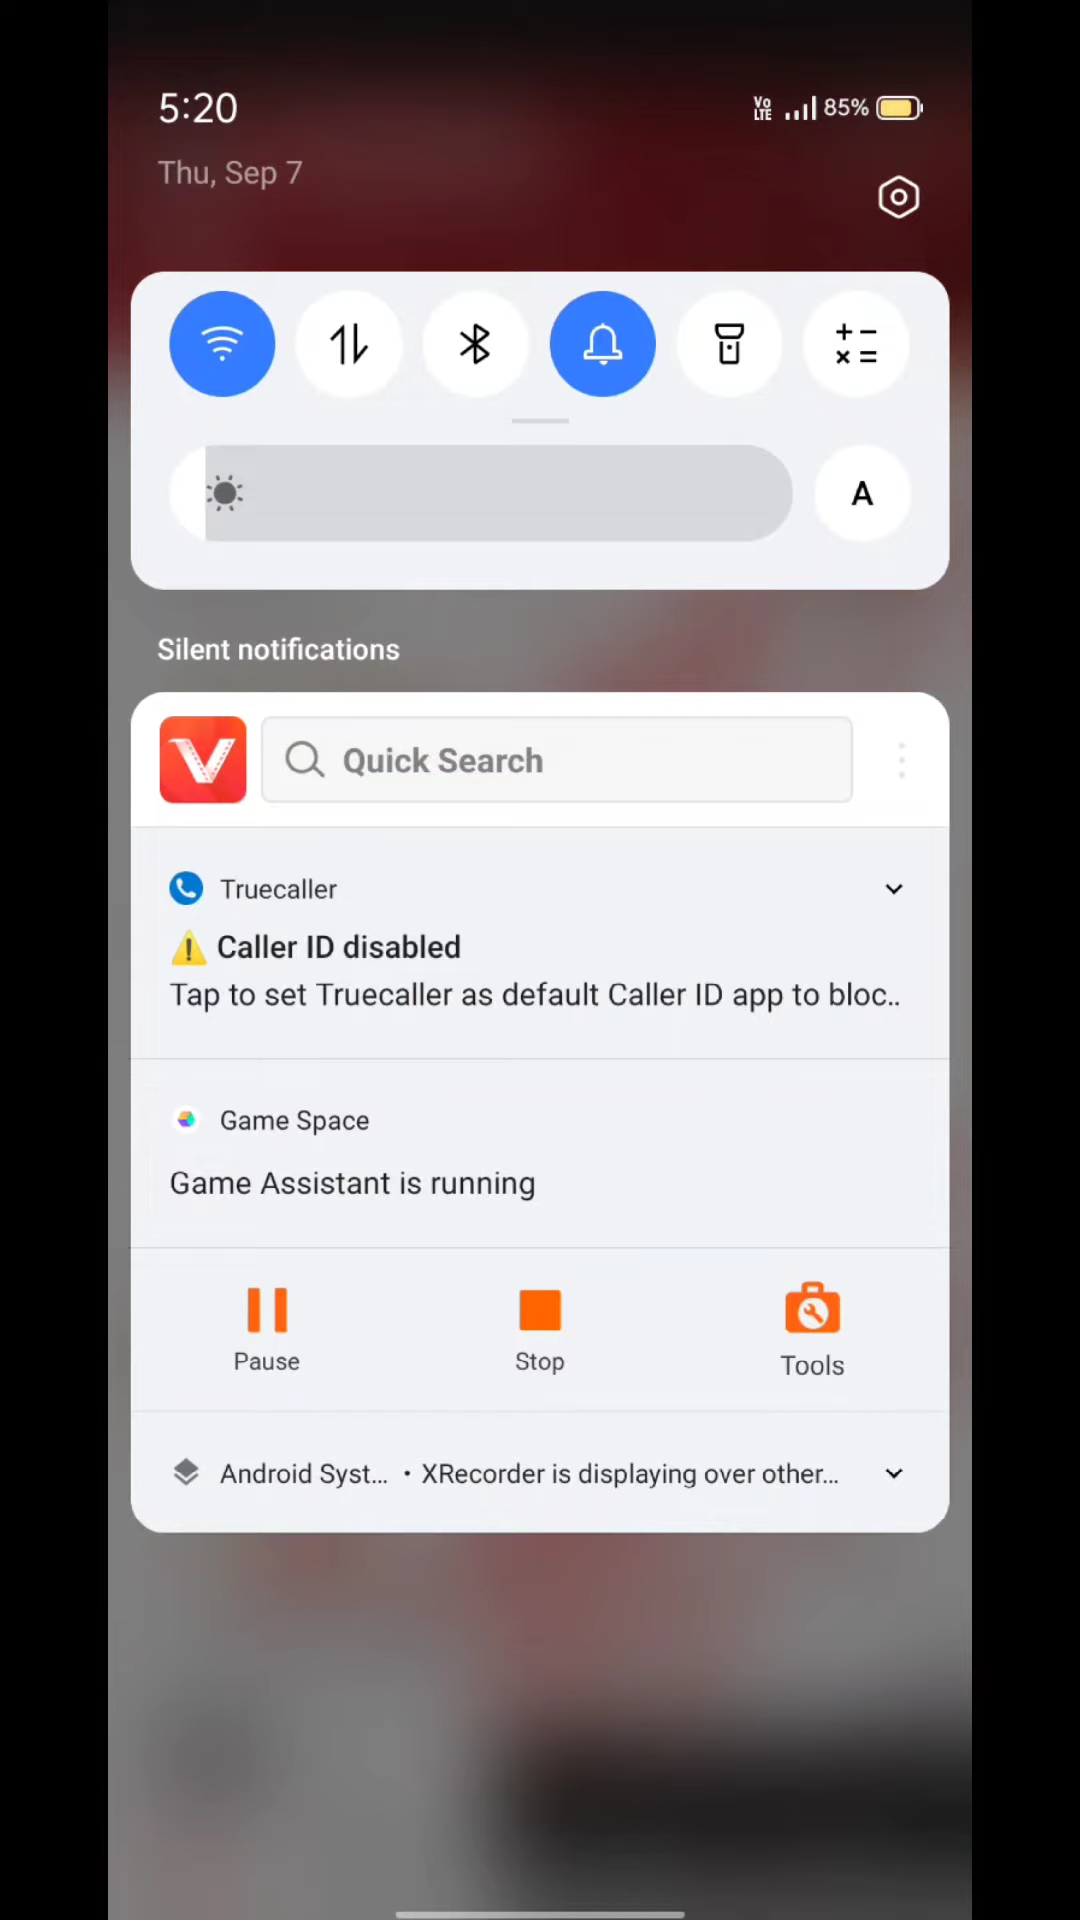 5:20
Vo LTE 85%
Thu, Sep 7
A
Silent notifications
Quick Search
Truecaller
⚠️ Caller ID disabled
Tap to set Truecaller as default Caller ID app to bloc..
Game Space
Game Assistant is running
Pause Stop Tools
Android Syst... • XRecorder is displaying over other...